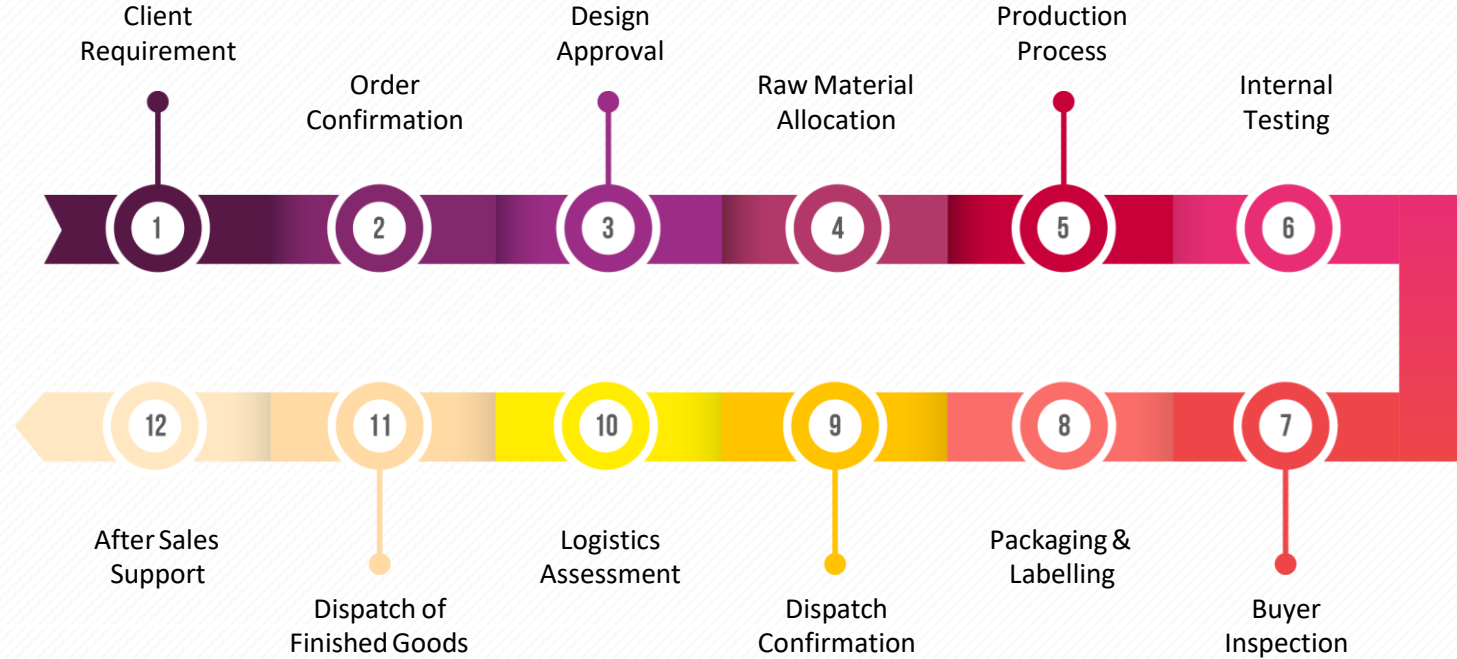 Client
Requirement
1
Order
Confirmation
2
Design
Approval
3
Raw Material
Allocation
4
Production
Process
5
Internal
Testing
6
7
Buyer
Inspection
8
Packaging &
Labelling
9
Dispatch
Confirmation
10
Logistics
Assessment
11
Dispatch of
Finished Goods
12
After Sales
Support